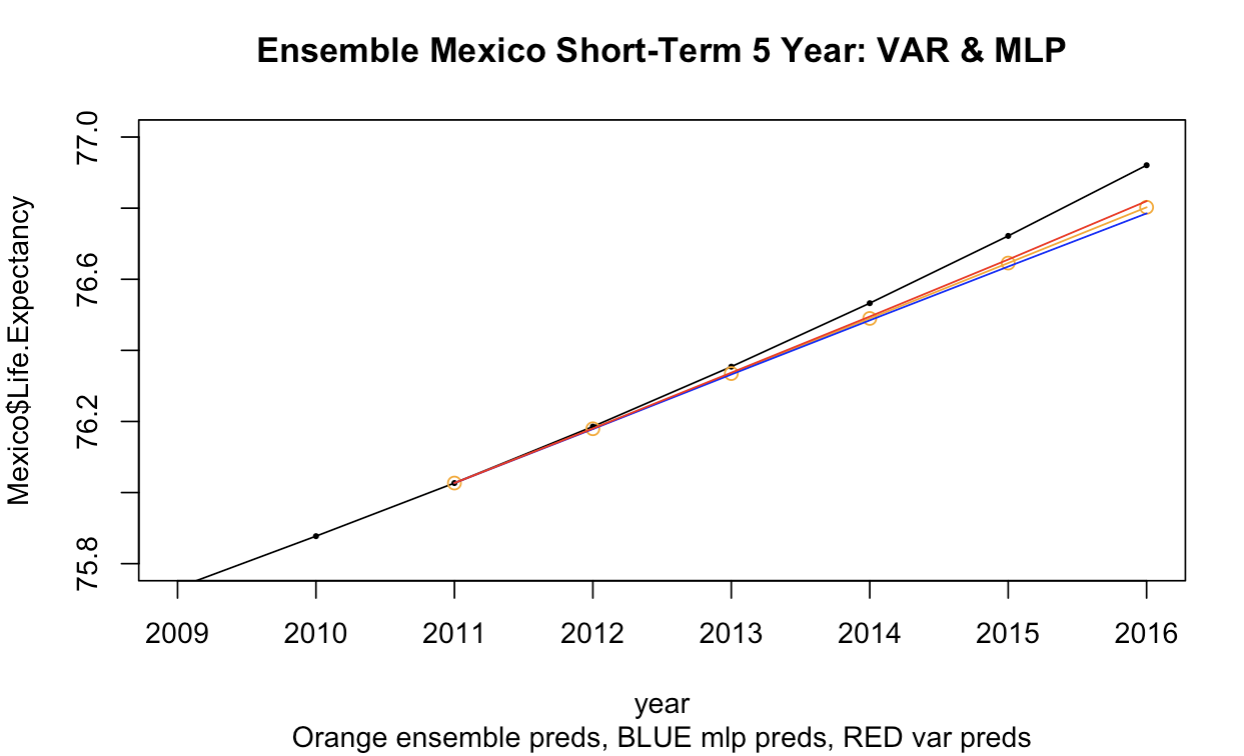 Ensemble Mexico Short-Term 5 Year: VAR & MLP
Mexico$Life.Expectancy
77.0
76.6
76.2
75.8
2009 2010 2011 2012 2013 2014 2015 2016
year
Orange ensemble preds, BLUE mlp preds, RED var preds